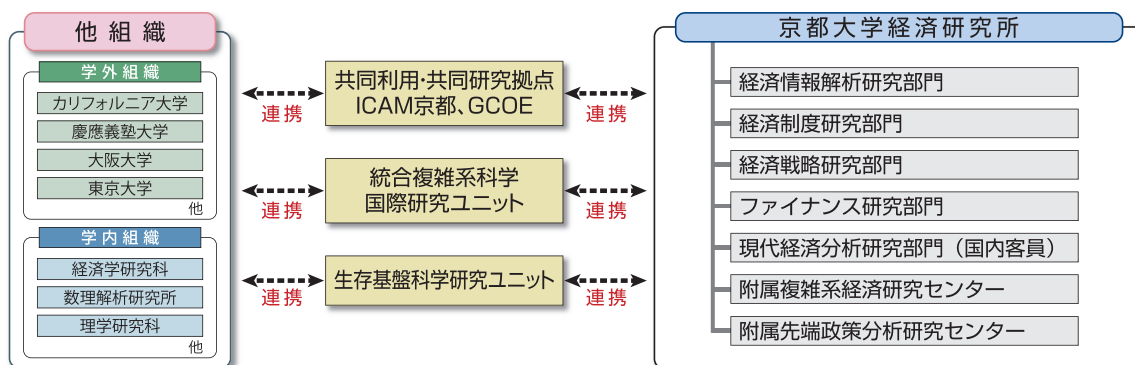 他組織
学外組織
カリフォルニア大学
慶應義塾大学
大阪大学
東京大学
他
学内組織
経済学研究科
数理解析研究所
理学研究科
他
連携
連携
連携
共同利用・共同研究拠点
ICAM京都、GCOE
統合複雑系科学
国際研究ユニット
生存基盤科学研究ユニット
連携
連携
連携
京都大学経済研究所
経済情報解析研究部門
経済制度研究部門
経済戦略研究部門
ファイナンス研究部門
現代経済分析研究部門（国内客員）
附属複雑系経済研究センター
附属先端政策分析研究センター